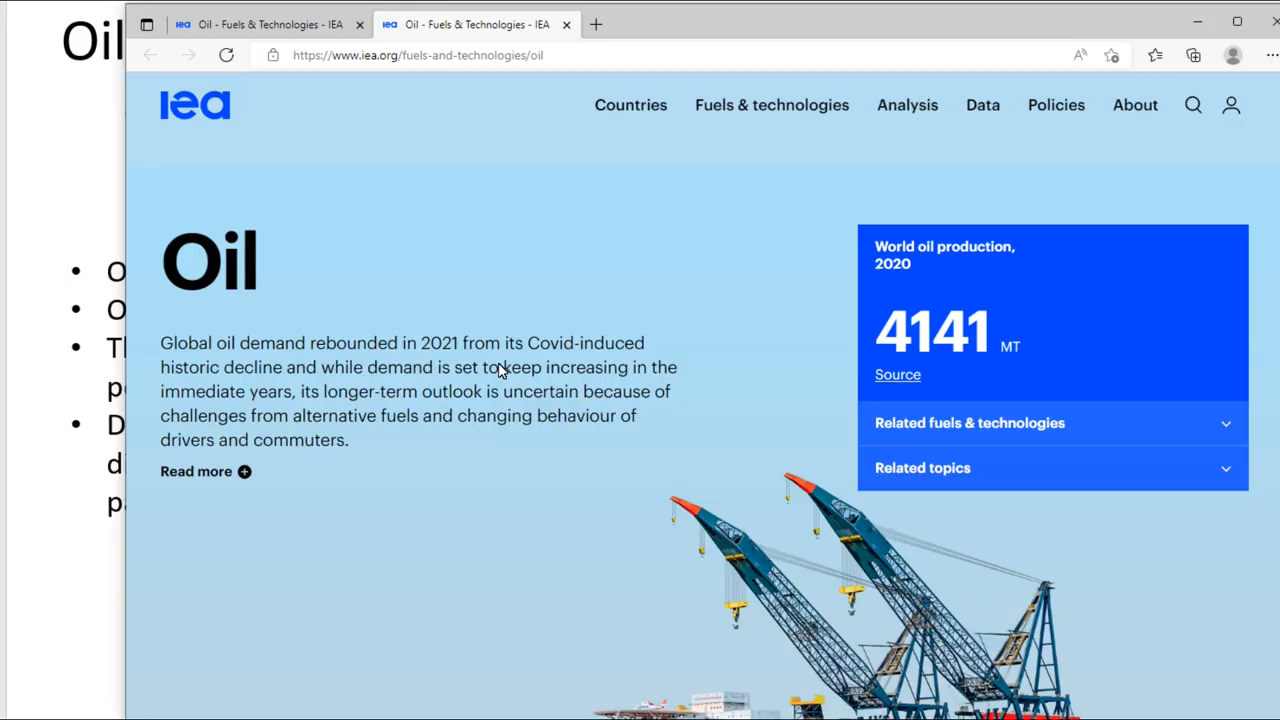 Oil
Oil - Fuels & Technologies - IEA
Oil - Fuels & Technologies - IEA
https://www.iea.org/fuels-and-technologies/oil
iea
Countries
Fuels & technologies
Analysis
Data
Policies
About
Oil
Global oil demand rebounded in 2021 from its Covid-induced
historic decline and while demand is set to keep increasing in the
immediate years, its longer-term outlook is uncertain because of
challenges from alternative fuels and changing behaviour of
drivers and commuters.
Read more
World oil production,
2020
4141 MT
Source
Related fuels & technologies
Related topics